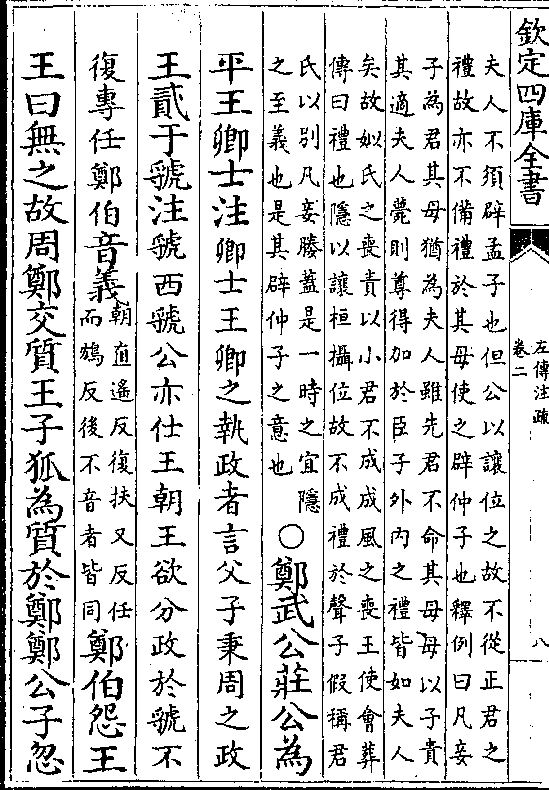 欽定四庫全書
左傳注疏
卷二
八
夫人不須辟孟子也但公以讓位之故不從正君之
禮故亦不備禮於其母使之辟仲子也釋例曰凡妾
子為君其母猶為夫人雖先君不命其母母以子貴
其適夫人薨則尊得加於臣子外內之禮皆如夫人
矣故姒氏之喪責以小君不成成風之喪王使會葬
傳曰禮也隱以讓桓攝位故不成禮於聲子假稱君
氏以別凡妾媵蓋是一時之宜隱
之至義也是其辟仲子之意也
○鄭武公莊公為
平王卿士注卿士王卿之執政者言父子秉周之政
王貳于虢注虢西虢公亦仕王朝王欲分政於虢不
復專任鄭伯音義
朝直遥反復扶又反任
而鴆反後不音者皆同
鄭伯怨王
王曰無之故周鄭交質王子狐為質於鄭鄭公子忽